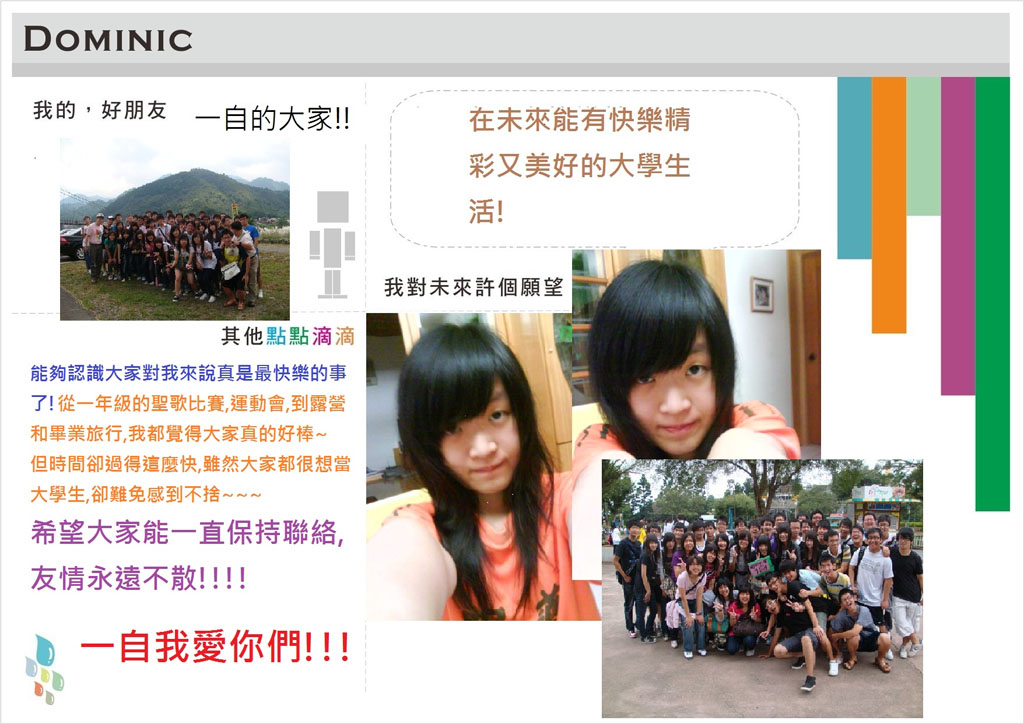 DOMINIC
我的，好朋友
一自的大家!!
在未來能有快樂精
彩又美好的大學生
活!
我對未來許個願望
其他點點滴滴
能夠認識大家對我來說真是最快樂的事
了!從一年級的聖歌比賽,運動會,到露營
和畢業旅行,我都覺得大家真的好棒~
但時間卻過得這麼快,雖然大家都很想當
大學生,卻難免感到不捨~~~
希望大家能一直保持聯絡,
友情永遠不散!!!!
一自我愛你們!!!